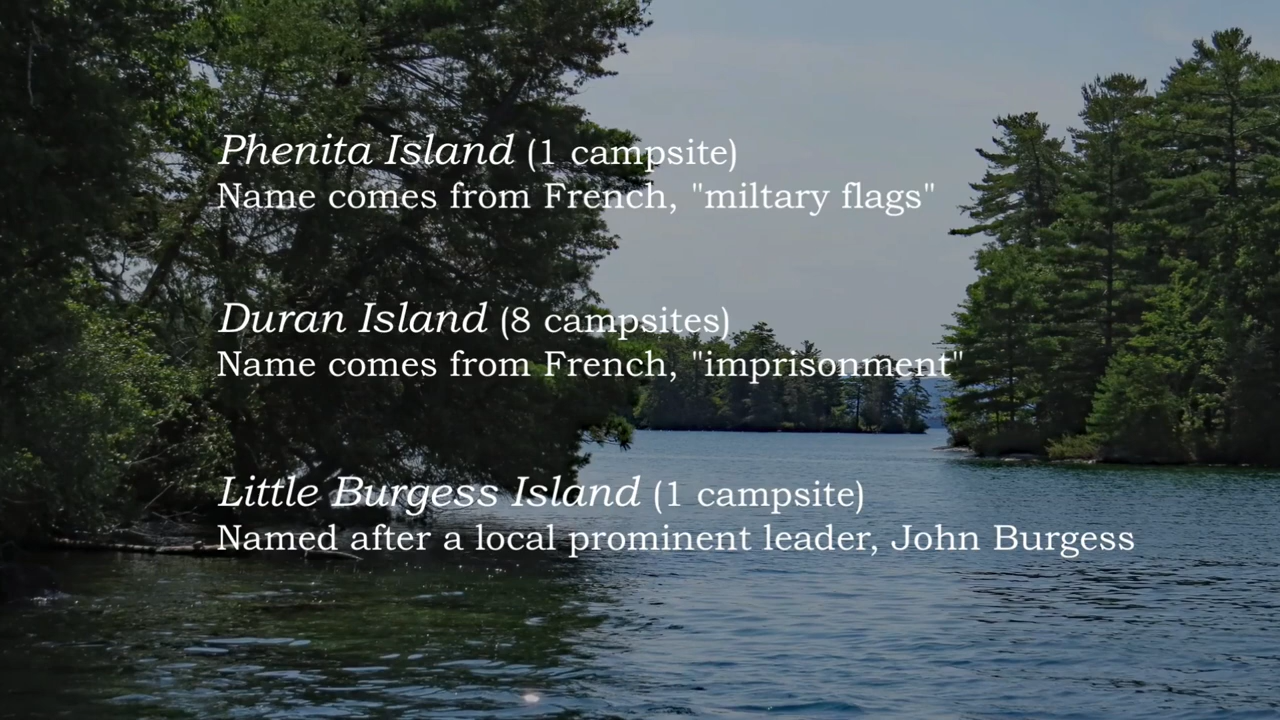 Phenita Island (1 campsite)
Name comes from French, "miltary flags"
Duran Island (8 campsites)
Name comes from French, "imprisonment"
Little Burgess Island (1 campsite)
Named after a local prominent leader, John Burgess